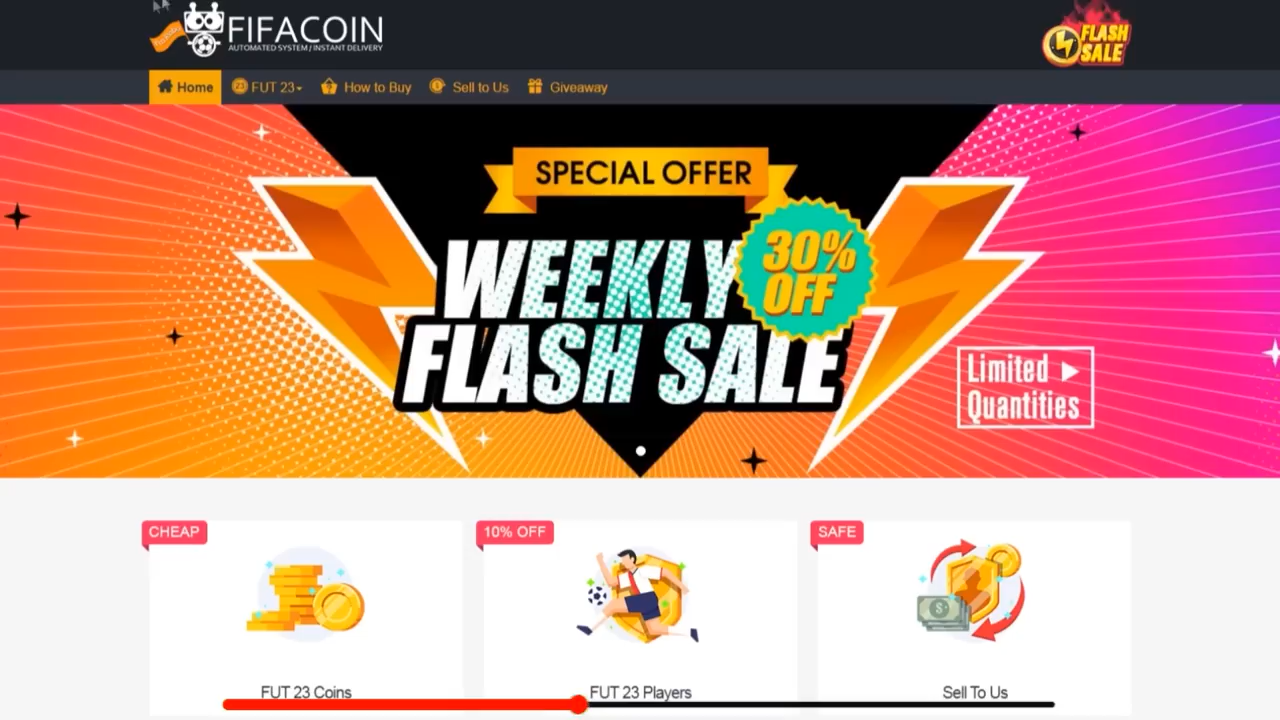 FIFACOIN
AUTOMATED SYSTEM / INSTANT DELIVERY
FLASH
SALE
Home
23 FUT 23
How to Buy
Sell to Us
Giveaway
SPECIAL OFFER
WEEKLY
30%
OFF
FLASH SALE
Limited
Quantities
CHEAP
10% OFF
SAFE
FUT 23 Coins
FUT 23 Players
Sell To Us